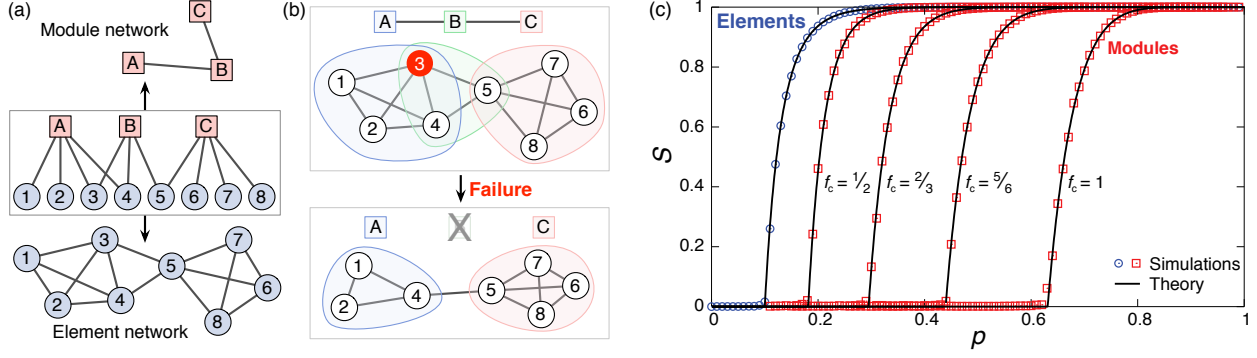 (a)
C
Module network
A
B
A B C
1 2 3 4 5 6 7 8
3
7
1
5
6
2
4
8
Element network
(b)
A B C
3
7
1
5
6
2
4
8
Failure
A X C
1
7
4
5
6
2
8
(c)
1
0.8
0.6
0.4
0.2
0
S
Elements
Modules
f_c = 1/2
f_c = 2/3
f_c = 5/6
f_c = 1
Simulations
Theory
0 0.2 0.4 0.6 0.8 1
p